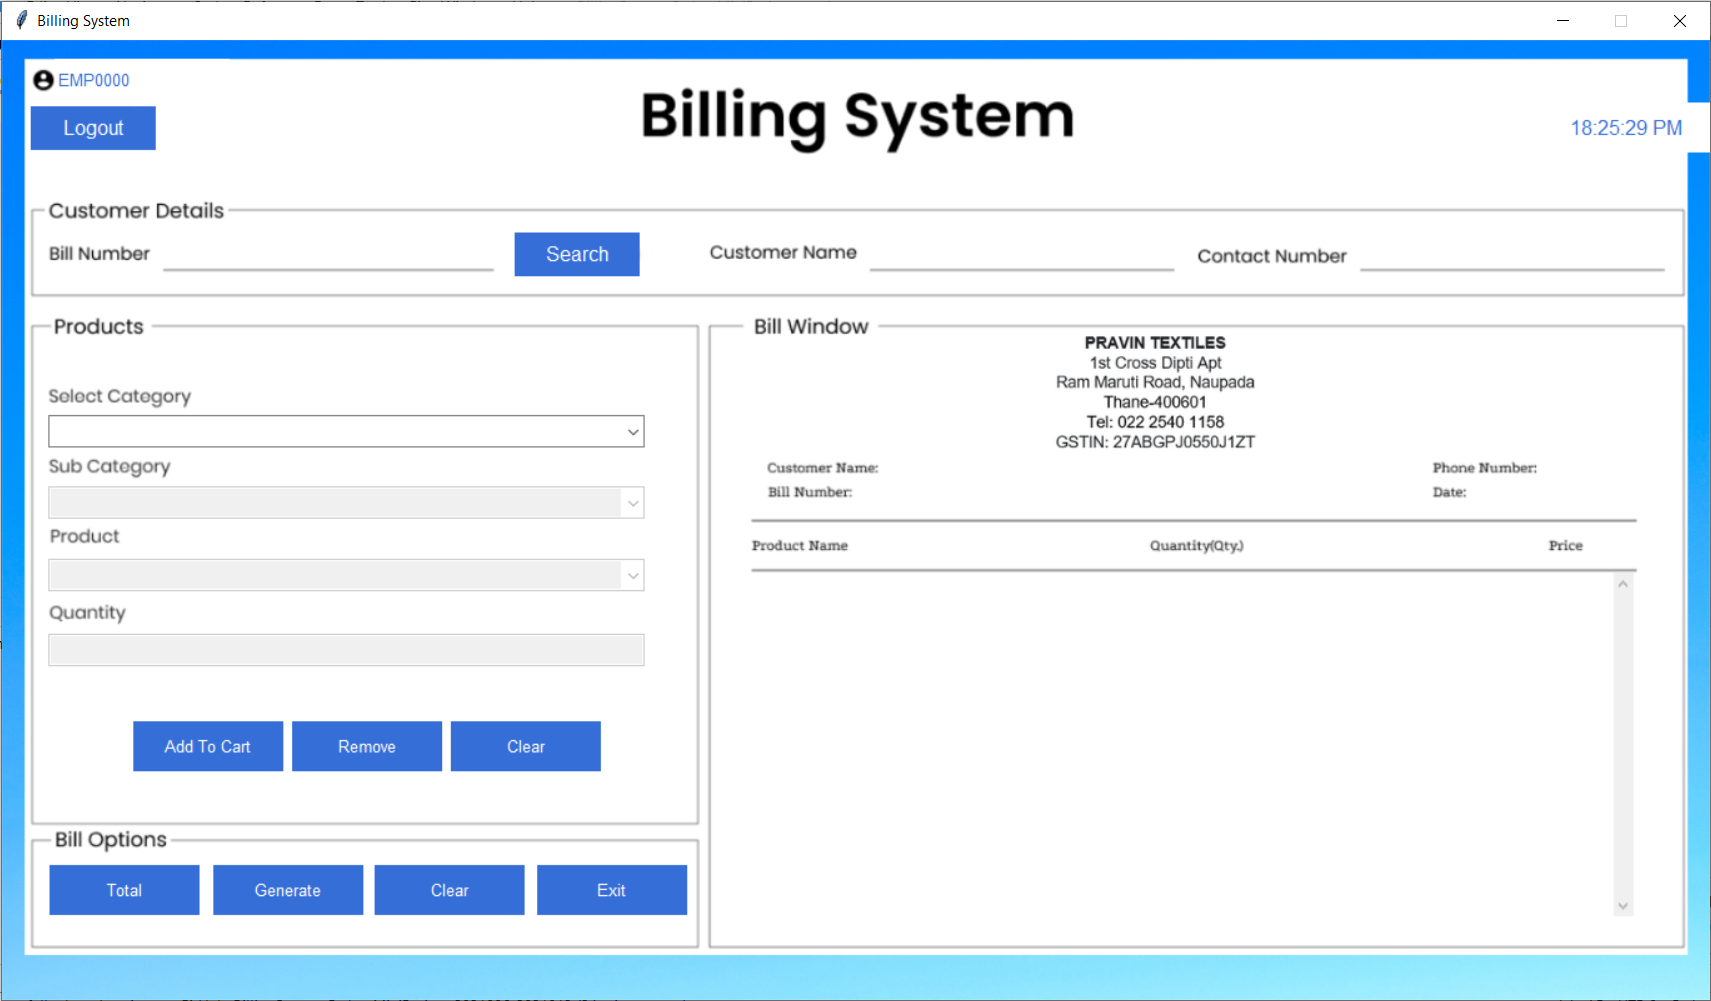 Billing System
EMP0000
Logout
Billing System
18:25:29 PM
Customer Details
Bill Number
Search
Customer Name
Contact Number
Products
Select Category
Sub Category
Product
Quantity
Add To Cart
Remove
Clear
Bill Options
Total
Generate
Clear
Exit
Bill Window
PRAVIN TEXTILES
1st Cross Dipti Apt
Ram Maruti Road, Naupada
Thane-400601
Tel: 022 2540 1158
GSTIN: 27ABGPJ0550J1ZT
Customer Name:
Phone Number:
Bill Number:
Date:
Product Name
Quantity(Qty.)
Price